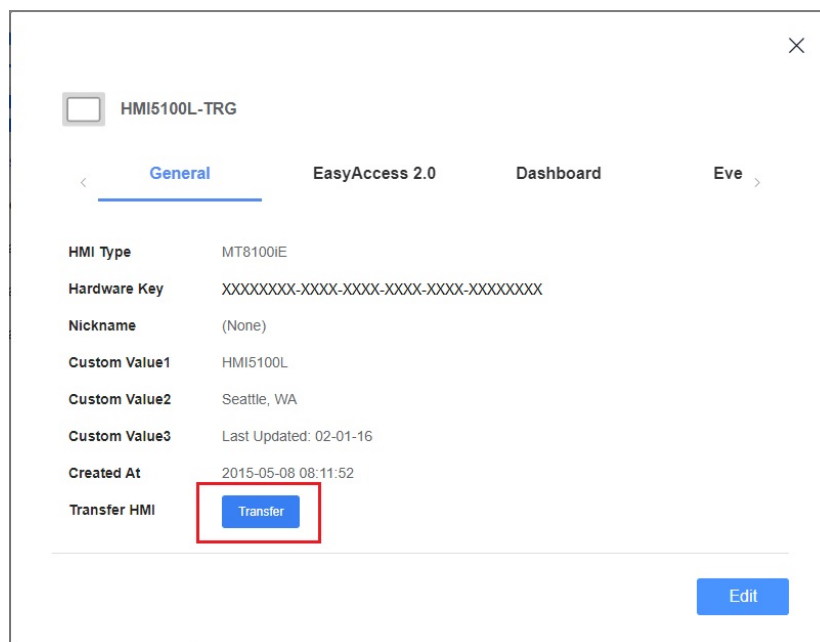 HMI5100L-TRG
General EasyAccess 2.0 Dashboard Eve
HMI Type MT8100iE
Hardware Key XXXXXXXX-XXXX-XXXX-XXXX-XXXX-XXXXXXXX
Nickname (None)
Custom Value1 HMI5100L
Custom Value2 Seattle, WA
Custom Value3 Last Updated: 02-01-16
Created At 2015-05-08 08:11:52
Transfer HMI Transfer
Edit